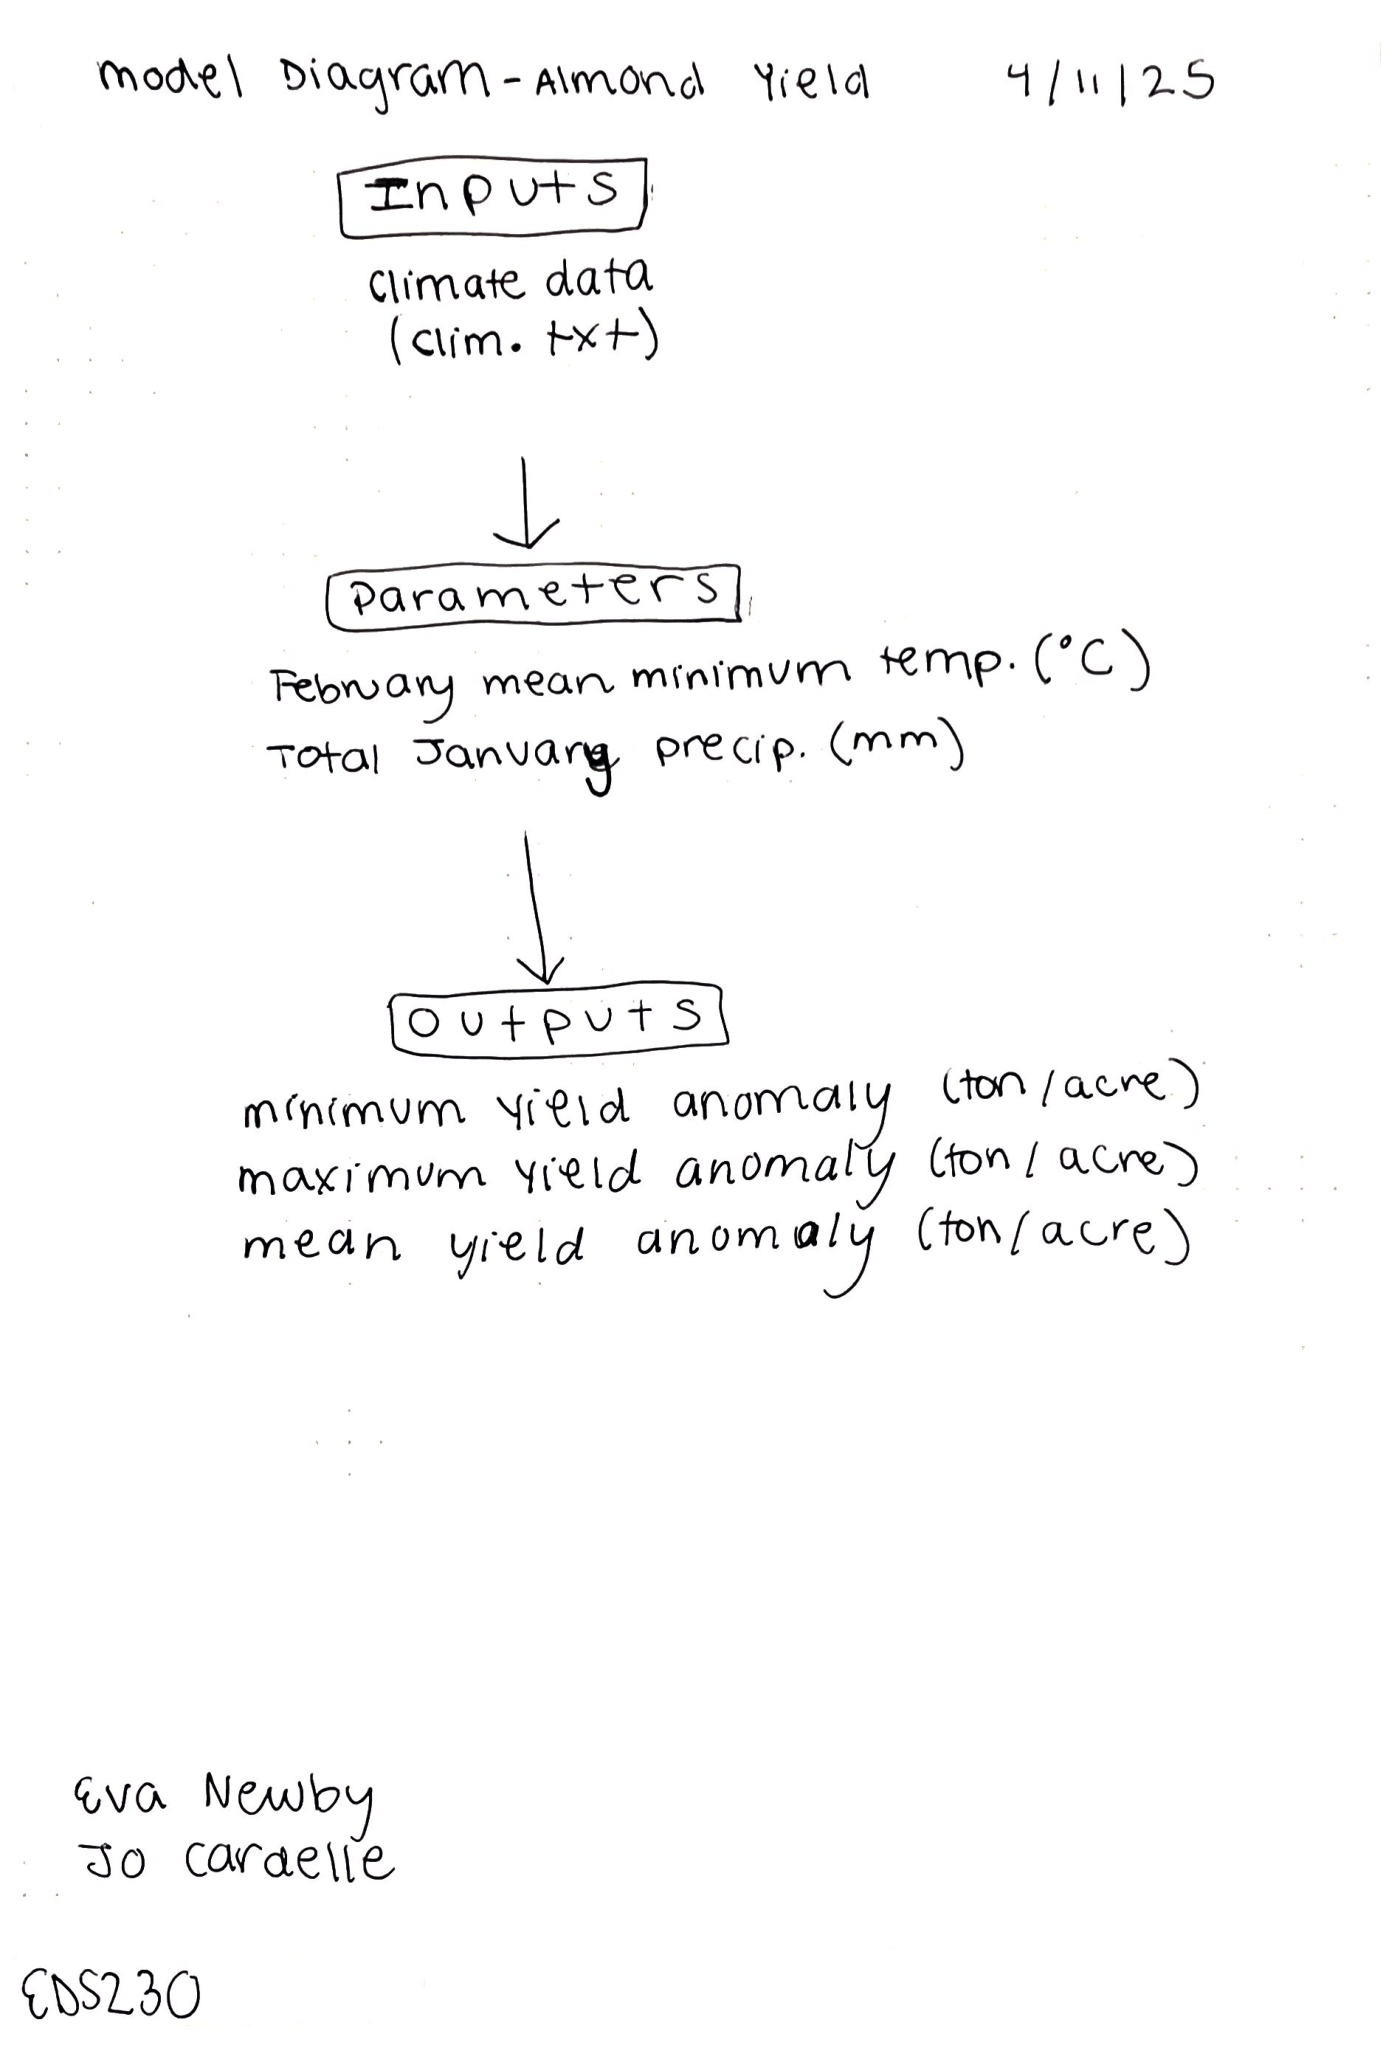 Model Diagram - Almond Yield 4/11/25
Inputs
climate data
(clim.txt)
Parameters
February mean minimum temp. (°C)
Total January precip. (mm)
Outputs
minimum yield anomaly (ton/acre)
maximum yield anomaly (ton/acre)
mean yield anomaly (ton/acre)
Eva Newby
Jo Cardelle
EDS230